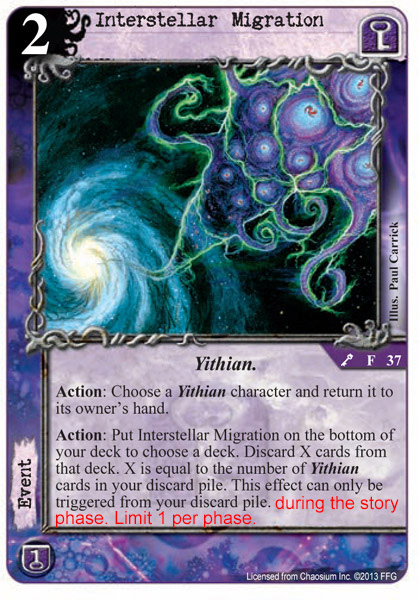 2
Interstellar Migration
Illus. Paul Carrick
Yithian.
F 37
Action: Choose a Yithian character and return it
to its owner's hand.
Action: Put Interstellar Migration on the bottom of
your deck to choose a deck. Discard X cards from
that deck. X is equal to the number of Yithian
cards in your discard pile. This effect can only be
triggered from your discard pile. during the story
phase. Limit 1 per phase.
Event
1
Licensed from Chaosium Inc. ©2013 FFG